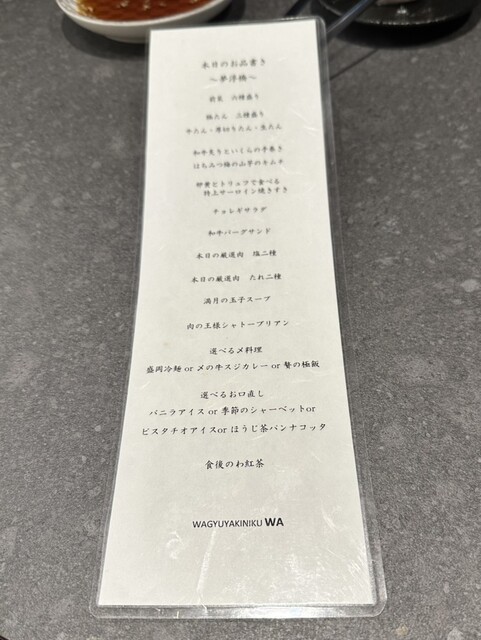 本日のお品書き
～夢浮橋～
前菜 六種盛り
極たん 三種盛り
牛たん・厚切りたん・生たん
和牛炙りといくらの手巻き
はちみつ梅の山芋のキムチ
卵黄とトリュフで食べる
特上サーロイン焼きすき
チョレギサラダ
和牛バーグサンド
本日の厳選肉 塩二種
本日の厳選肉 たれ二種
満月の玉子スープ
肉の王様シャトーブリアン
選べる〆料理
盛岡冷麺 or 〆の牛スジカレー or 贅の極飯
選べるお口直し
バニラアイス or 季節のシャーベットor
ピスタチオアイスor ほうじ茶パンナコッタ
食後のわ紅茶
WAGYUYAKINIKU WA